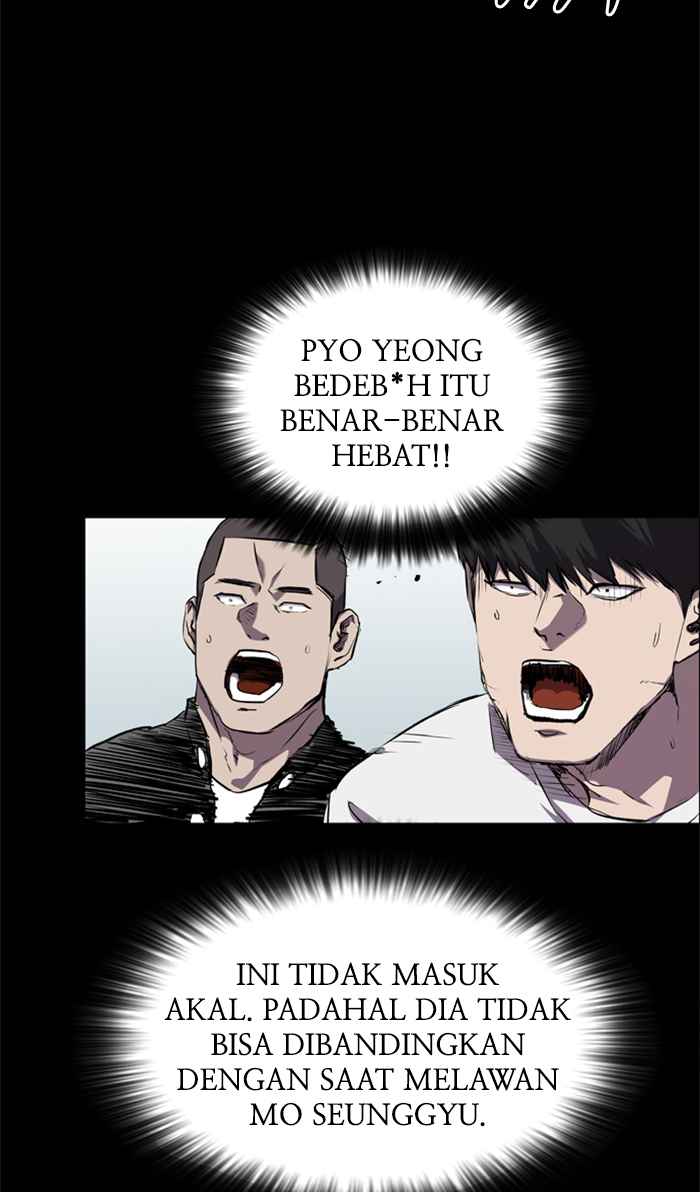 PYO YEONG
BEDEB*H ITU
BENAR-BENAR
HEBAT!!
INI TIDAK MASUK
AKAL. PADAHAL DIA TIDAK
BISA DIBANDINGKAN
DENGAN SAAT MELAWAN
MO SEUNGGYU.